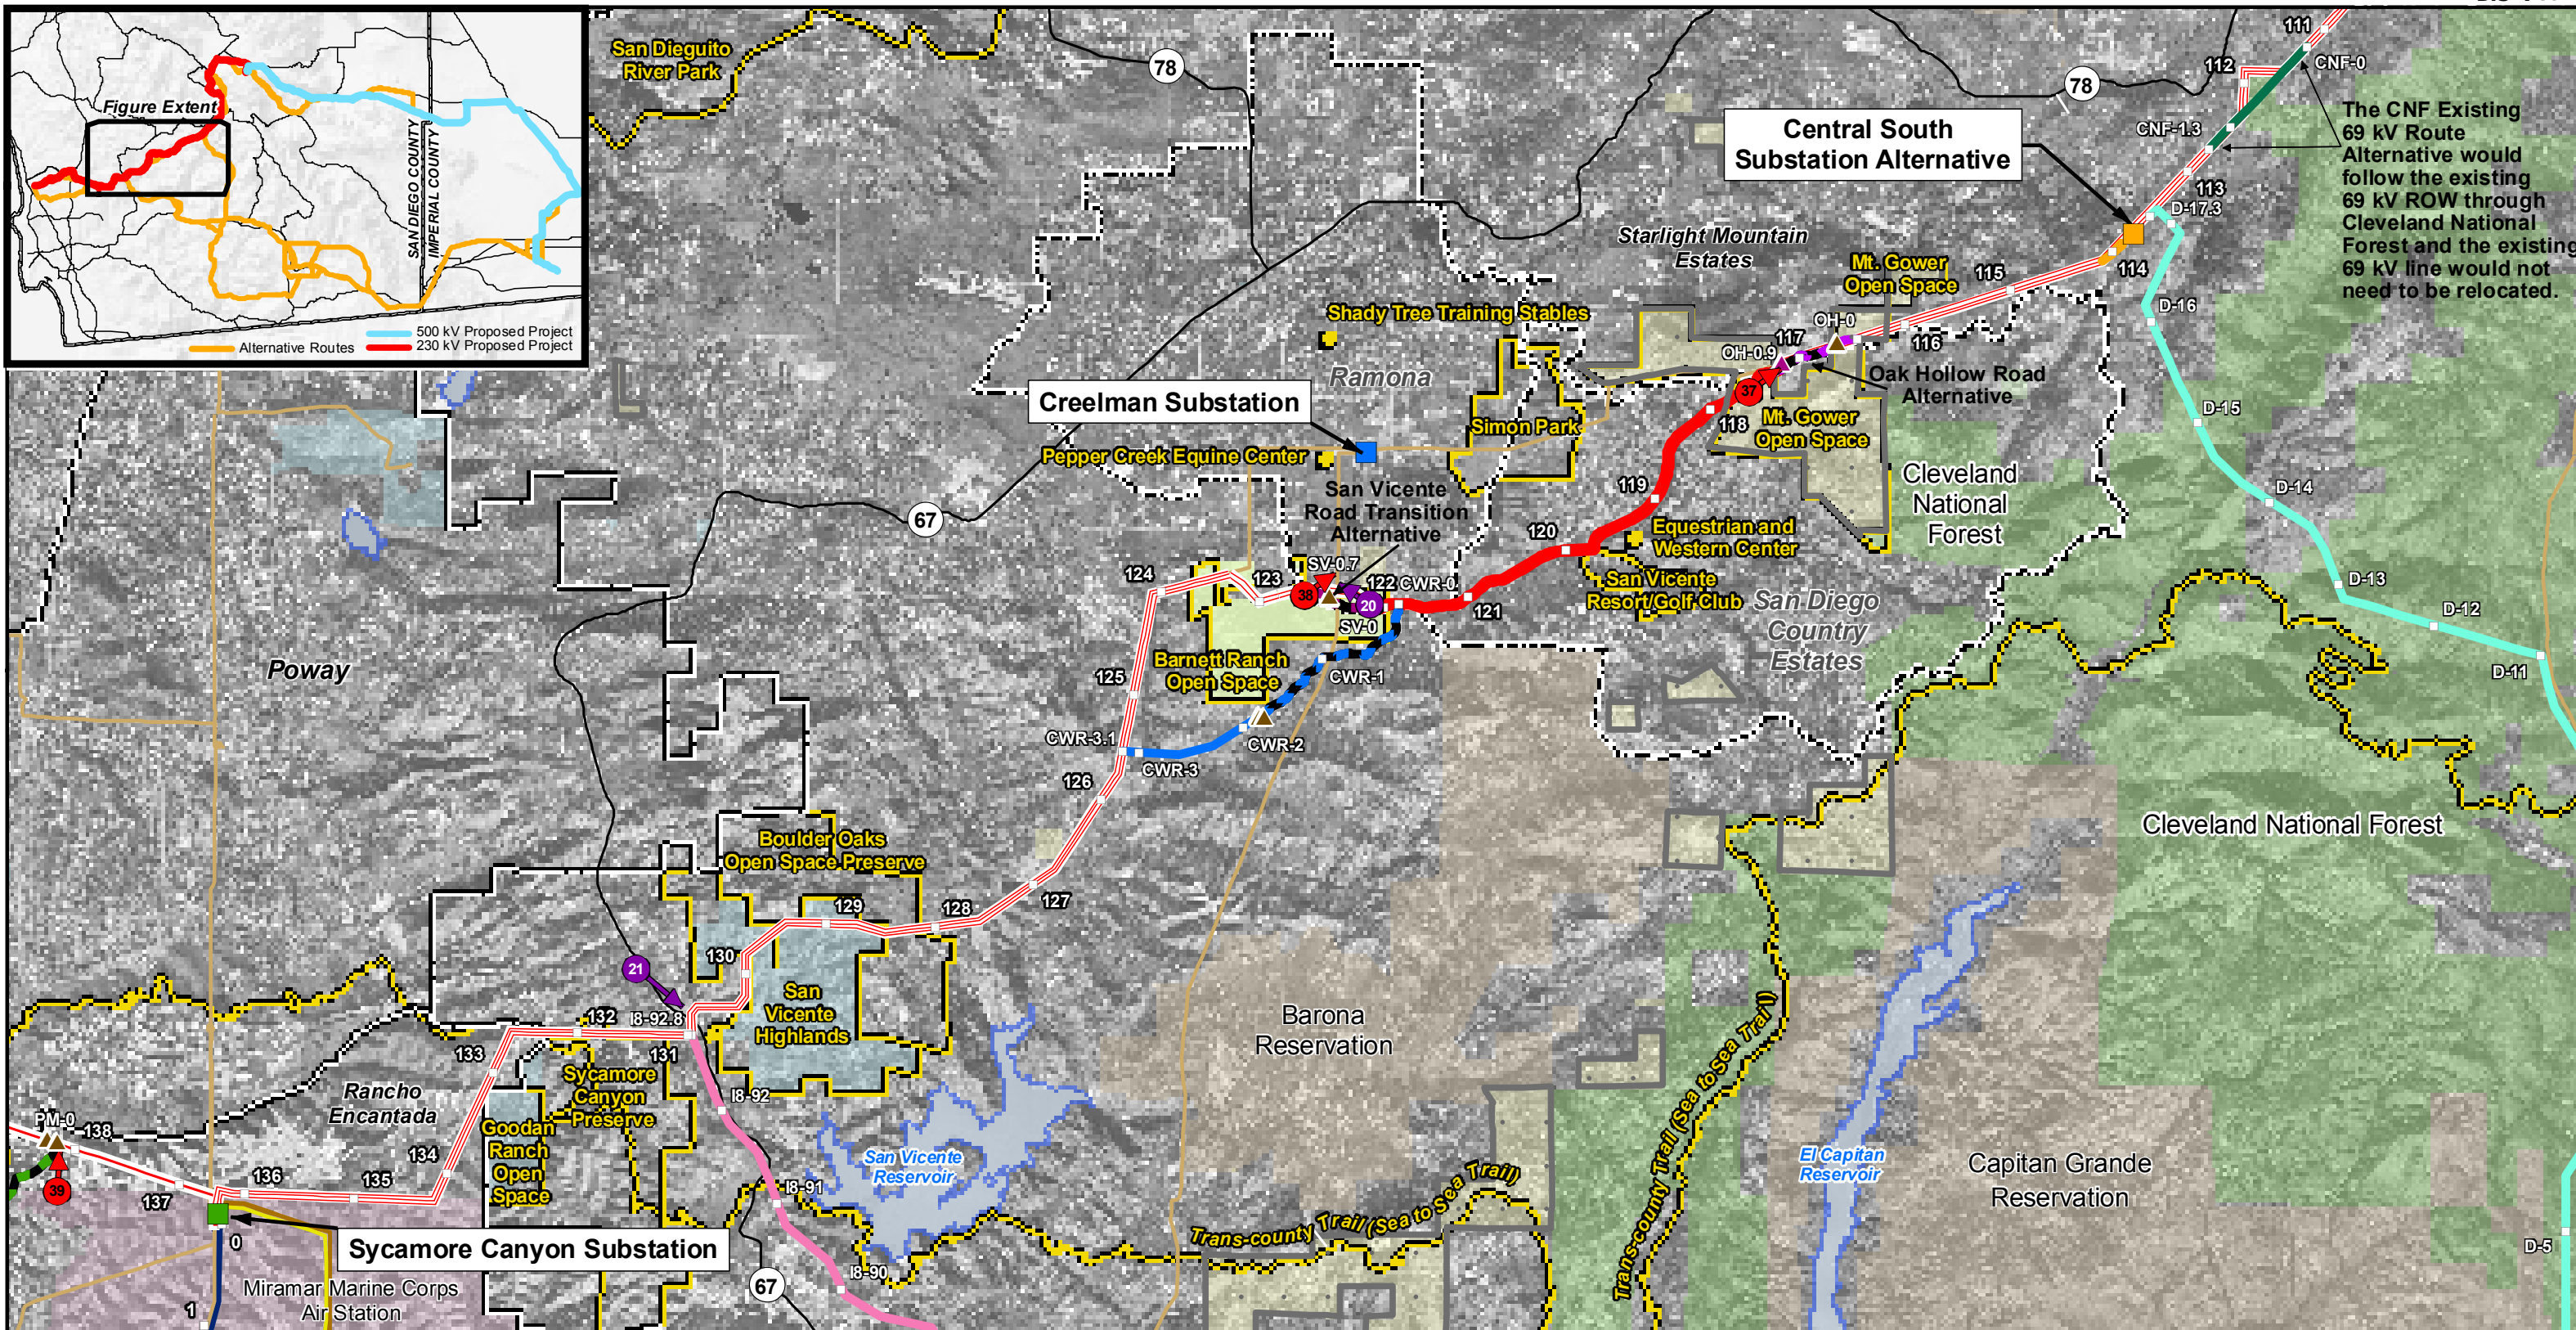 Figure Extent
SAN DIEGO COUNTY
IMPERIAL COUNTY
500 kV Proposed Project
Alternative Routes
230 kV Proposed Project
San Dieguito
River Park
78
78
111
112
CNF-0
CNF-1.3
The CNF Existing
69 kV Route
Alternative would
follow the existing
69 kV ROW through
Cleveland National
Forest and the existing
69 kV line would not
need to be relocated.
Central South
Substation Alternative
113
D-17.3
114
Starlight Mountain
Estates
Mt. Gower
Open Space
115
D-16
Shady Tree Training Stables
OH-0
117
116
OH-0.9
Oak Hollow Road
Alternative
Ramona
37
Creelman Substation
118
Mt. Gower
Open Space
D-15
Simon Park
Pepper Creek Equine Center
Cleveland
National
Forest
119
D-14
San Vicente
Road Transition
Alternative
67
120
Equestrian and
Western Center
124
123
SV-0.7
122
CWR-0
38
20
SV-0
121
San Vicente
Resort/Golf Club
D-13
D-12
San Diego
Country
Estates
Poway
Barnett Ranch
Open Space
125
CWR-1
D-11
CWR-3.1
CWR-2
CWR-3
126
Boulder Oaks
Open Space Preserve
Cleveland National Forest
127
128
129
130
21
San
Vicente
Highlands
132
I8-92.8
131
133
Barona
Reservation
Sycamore
Canyon
Preserve
Rancho
Encantada
I8-92
PM-0
138
Goodan
Ranch
Open
Space
134
San Vicente
Reservoir
El Capitan
Reservoir
Capitan Grande
Reservation
39
137
136
135
I8-91
Trans-county Trail (Sea to Sea Trail)
Trans-county Trail (Sea to Sea Trail)
Sycamore Canyon Substation
0
I8-90
D-5
67
Miramar Marine Corps
Air Station
1